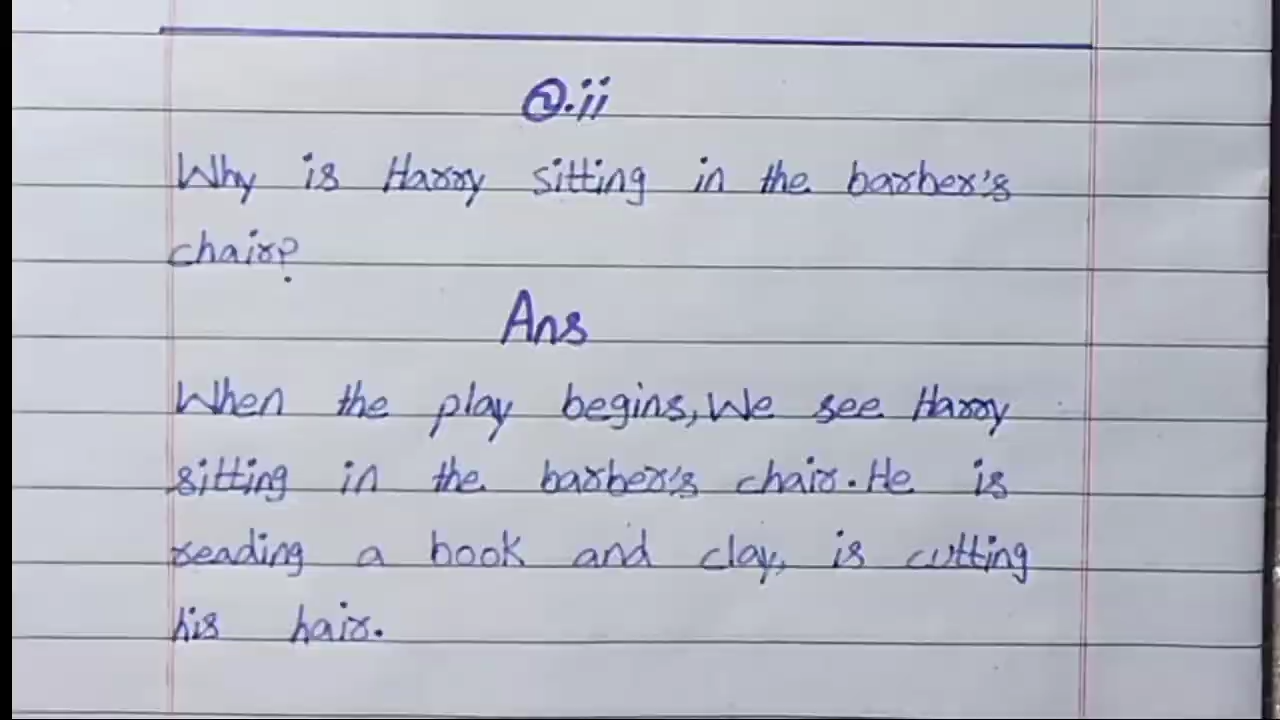 Q.ii
Why is Harry sitting in the barber's
chair?
Ans
When the play begins, We see Harry
sitting in the barber's chair. He is
reading a book and clay, is cutting
his hair.